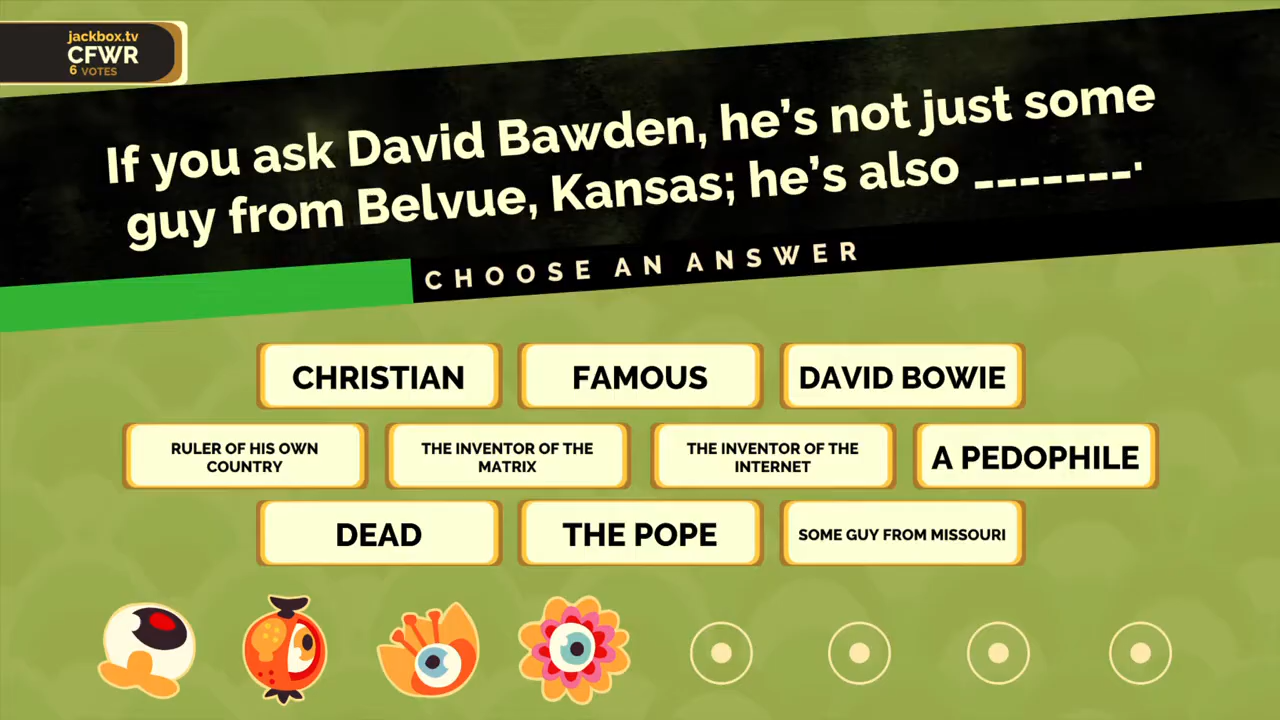 jackbox.tv
CFWR
6 VOTES
If you ask David Bawden, he’s not just some
guy from Belvue, Kansas; he’s also _______.
CHOOSE AN ANSWER
CHRISTIAN
FAMOUS
DAVID BOWIE
RULER OF HIS OWN
COUNTRY
THE INVENTOR OF THE
MATRIX
THE INVENTOR OF THE
INTERNET
A PEDOPHILE
DEAD
THE POPE
SOME GUY FROM MISSOURI